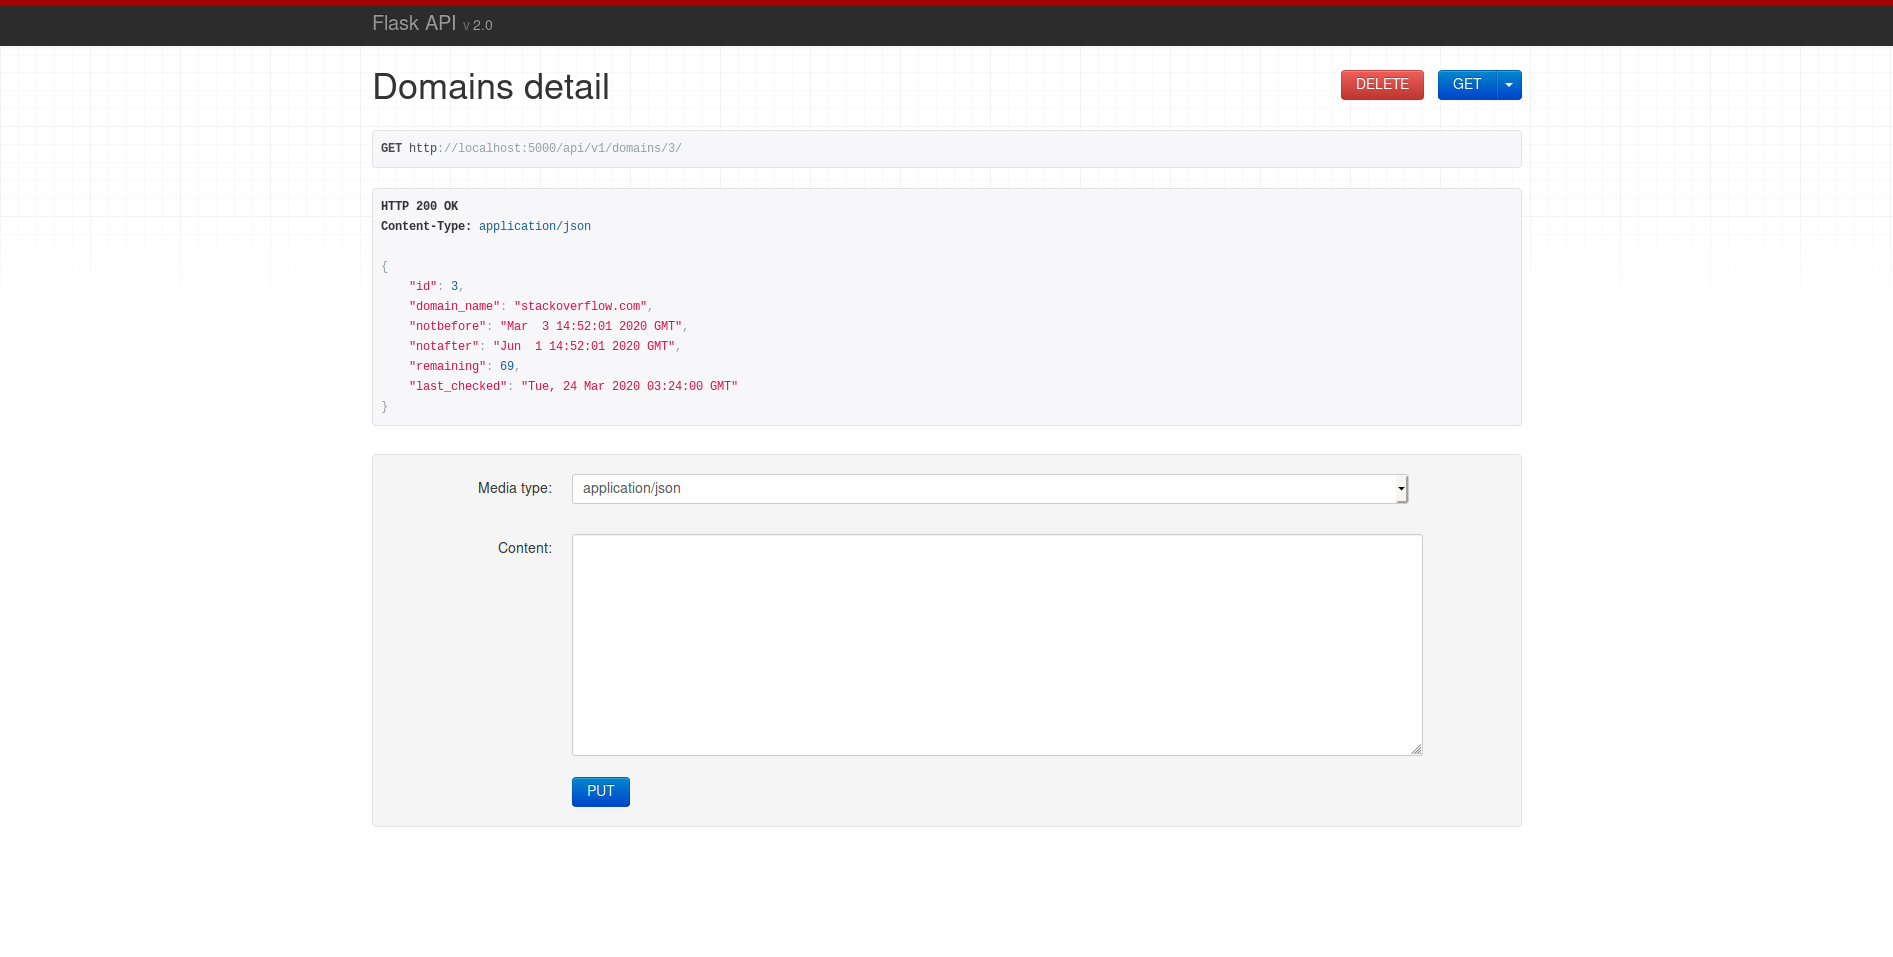 Flask API v 2.0
Domains detail
DELETE GET
GET http://localhost:5000/api/v1/domains/3/
HTTP 200 OK
Content-Type: application/json
{
    "id": 3,
    "domain_name": "stackoverflow.com",
    "notbefore": "Mar  3 14:52:01 2020 GMT",
    "notafter": "Jun  1 14:52:01 2020 GMT",
    "remaining": 69,
    "last_checked": "Tue, 24 Mar 2020 03:24:00 GMT"
}
Media type: application/json
Content:
PUT